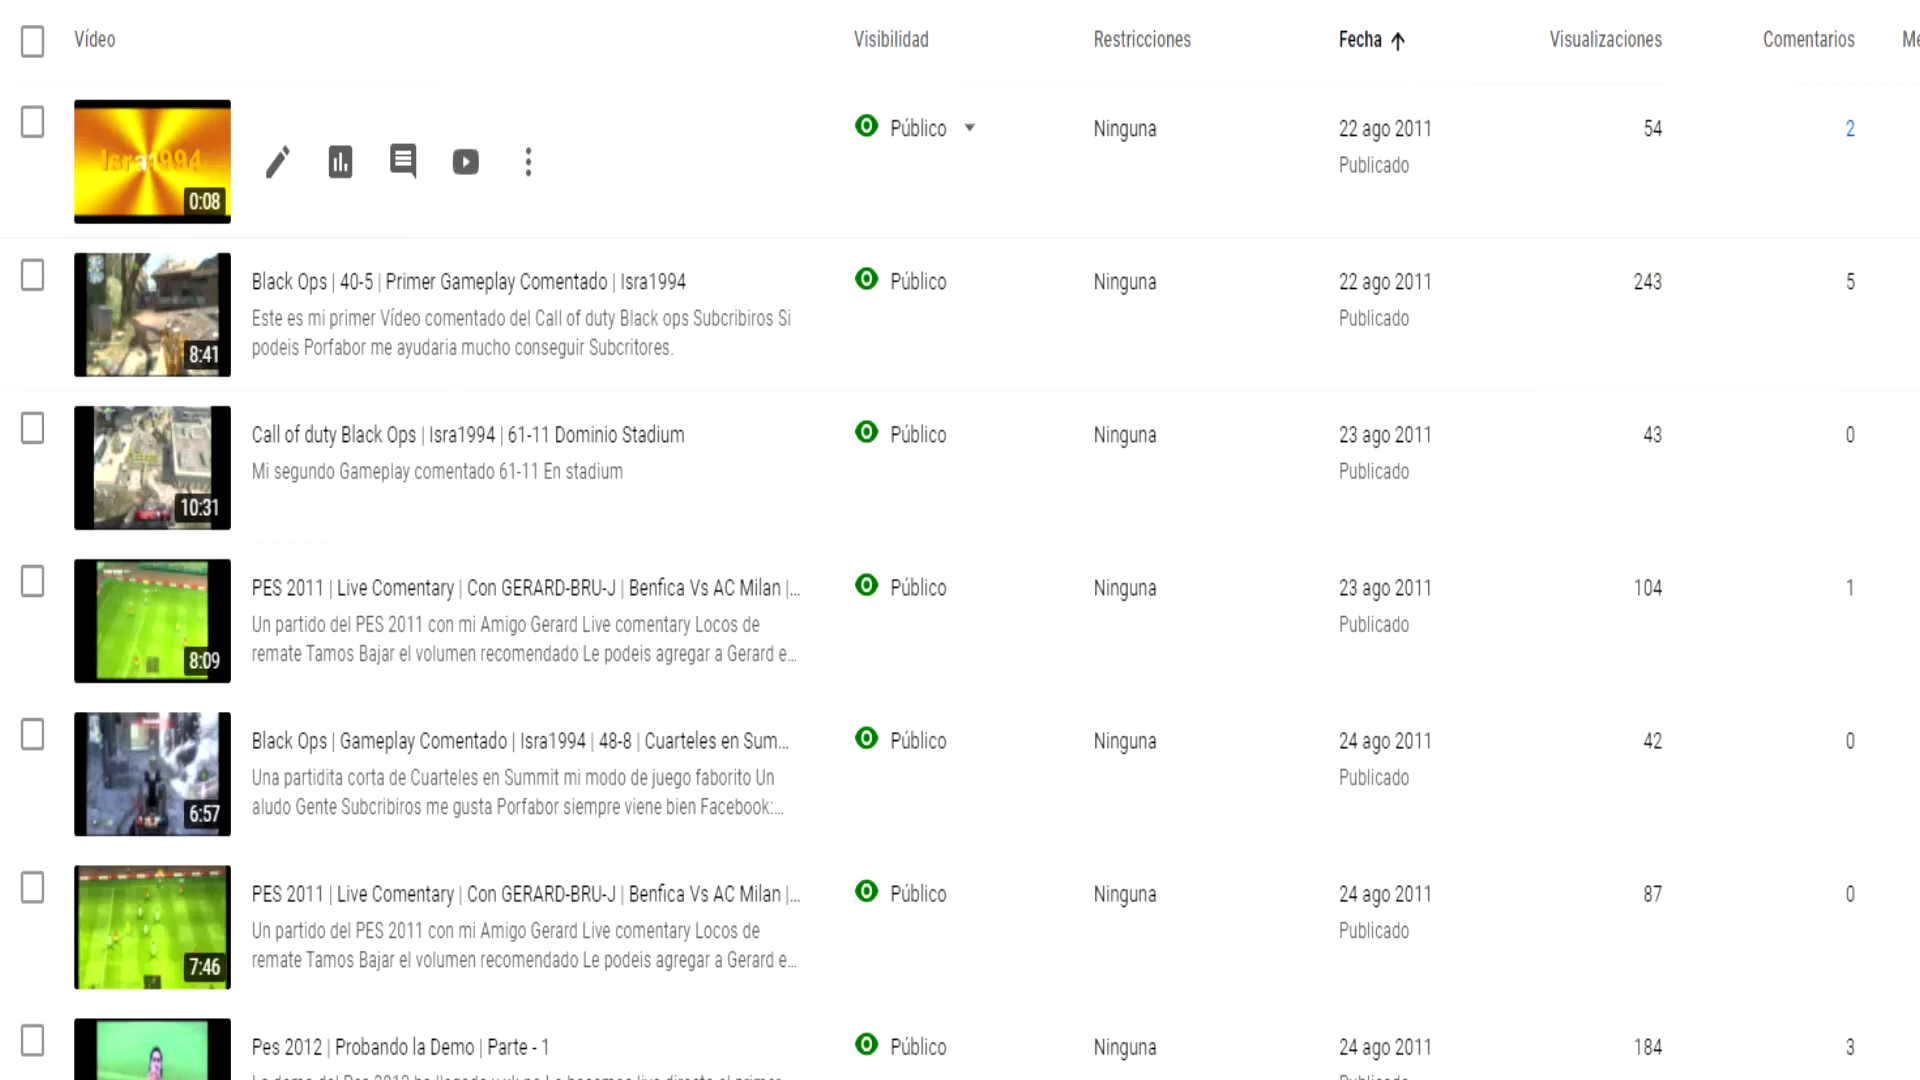 Vídeo Visibilidad Restricciones Fecha Visualizaciones Comentarios
Isra1994
0:08
Público Ninguna 22 ago 2011 54 2
Publicado
Black Ops | 40-5 | Primer Gameplay Comentado | Isra1994 Público Ninguna 22 ago 2011 243 5
Este es mi primer Vídeo comentado del Call of duty Black ops Subcribiros Si Publicado
podeis Porfabor me ayudaria mucho conseguir Subcritores.
8:41
Call of duty Black Ops | Isra1994 | 61-11 Dominio Stadium Público Ninguna 23 ago 2011 43 0
Mi segundo Gameplay comentado 61-11 En stadium Publicado
10:31
PES 2011 | Live Comentary | Con GERARD-BRU-J | Benfica Vs AC Milan |... Público Ninguna 23 ago 2011 104 1
Un partido del PES 2011 con mi Amigo Gerard Live comentary Locos de Publicado
remate Tamos Bajar el volumen recomendado Le podeis agregar a Gerard e...
8:09
Black Ops | Gameplay Comentado | Isra1994 | 48-8 | Cuarteles en Sum... Público Ninguna 24 ago 2011 42 0
Una partidita corta de Cuarteles en Summit mi modo de juego faborito Un Publicado
aludo Gente Subcribiros me gusta Porfabor siempre viene bien Facebook:...
6:57
PES 2011 | Live Comentary | Con GERARD-BRU-J | Benfica Vs AC Milan |... Público Ninguna 24 ago 2011 87 0
Un partido del PES 2011 con mi Amigo Gerard Live comentary Locos de Publicado
remate Tamos Bajar el volumen recomendado Le podeis agregar a Gerard e...
7:46
Pes 2012 | Probando la Demo | Parte - 1 Público Ninguna 24 ago 2011 184 3